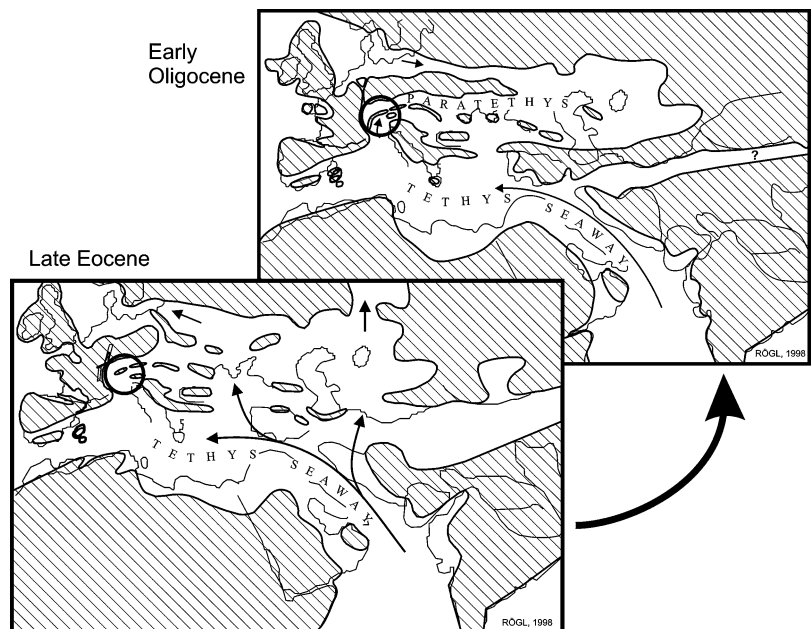 Early
Oligocene
PARATETHYS
?
TETHYS SEAWAY
RÖGL, 1998
Late Eocene
TETHYS SEAWAY
RÖGL, 1998